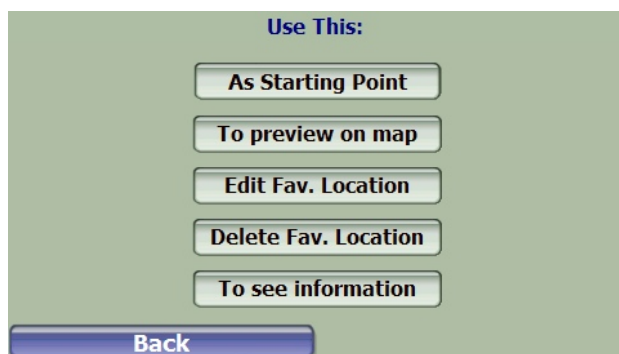 Use This:
As Starting Point
To preview on map
Edit Fav. Location
Delete Fav. Location
To see information
Back